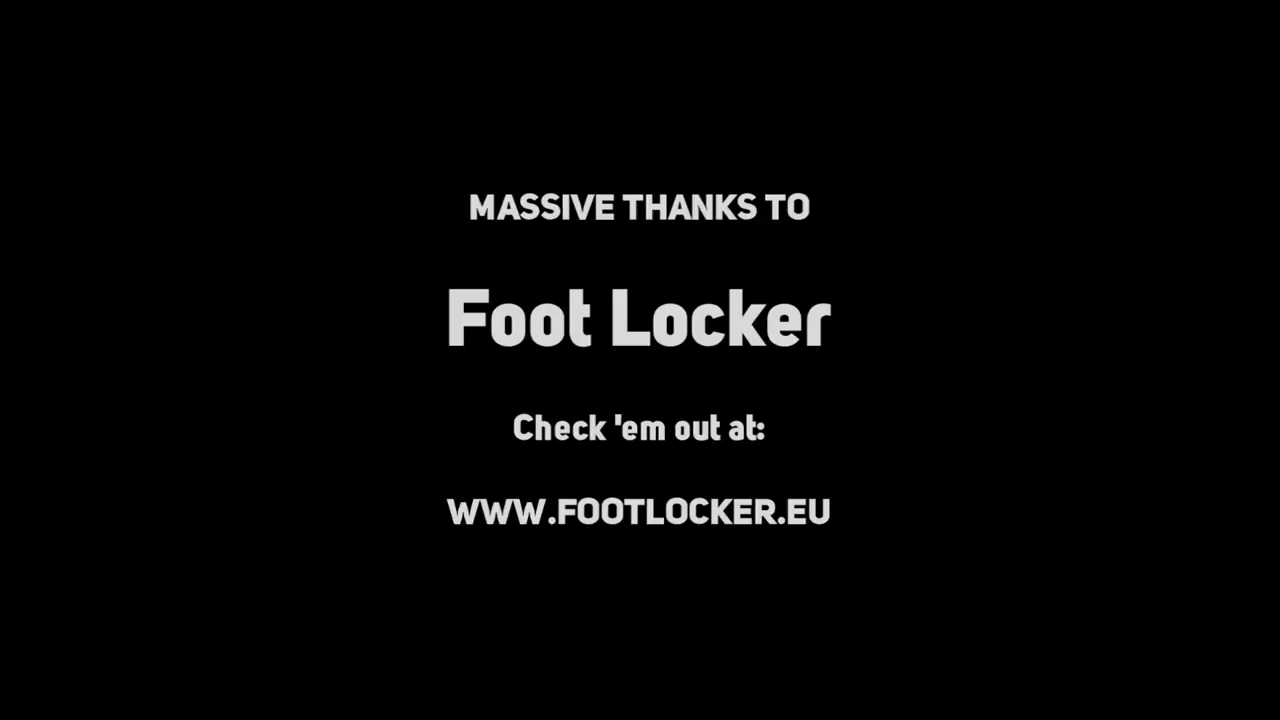 MASSIVE THANKS TO
Foot Locker
Check 'em out at:
WWW.FOOTLOCKER.EU